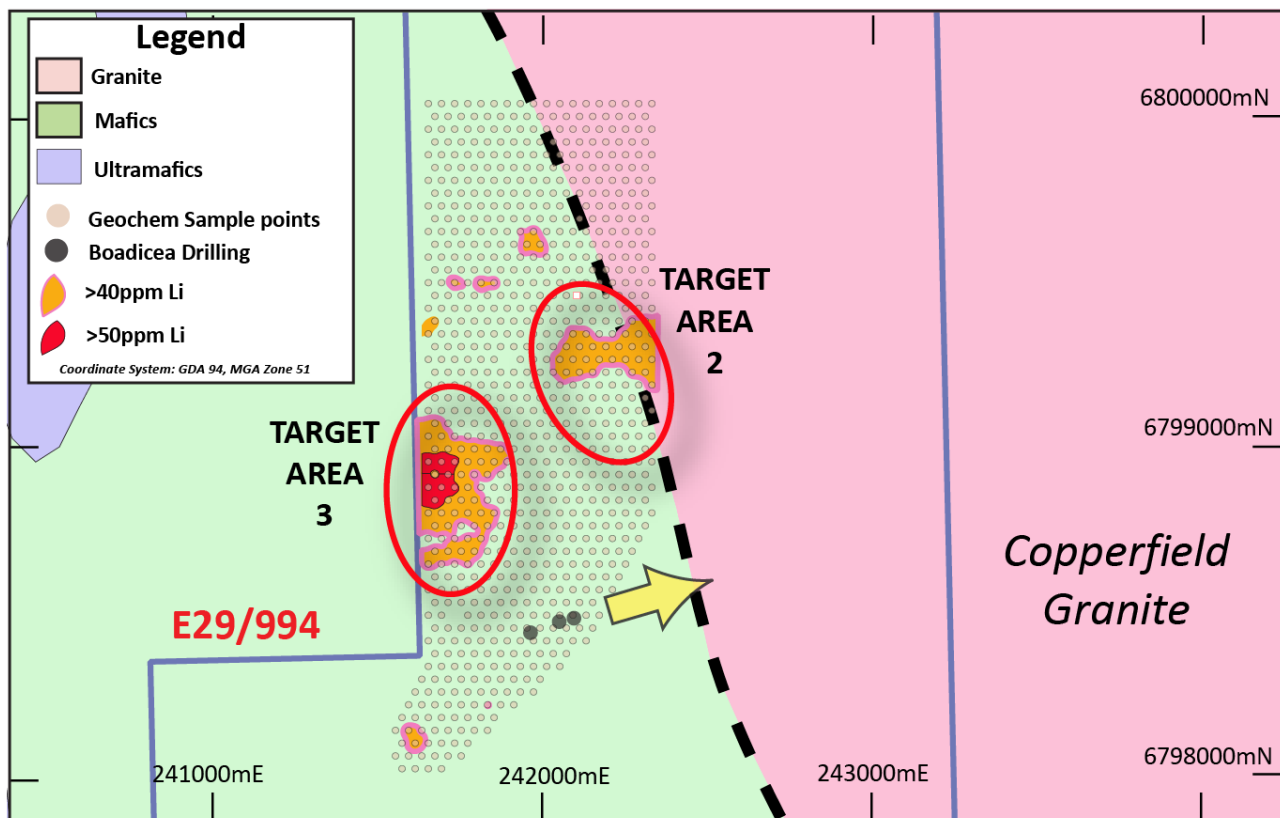 Legend
Granite
Mafics
Ultramafics
Geochem Sample points
Boadicea Drilling
>40ppm Li
>50ppm Li
Coordinate System: GDA 94, MGA Zone 51
6800000mN
TARGET
AREA
2
TARGET
AREA
3
6799000mN
Copperfield
Granite
E29/994
6798000mN
241000mE
242000mE
243000mE